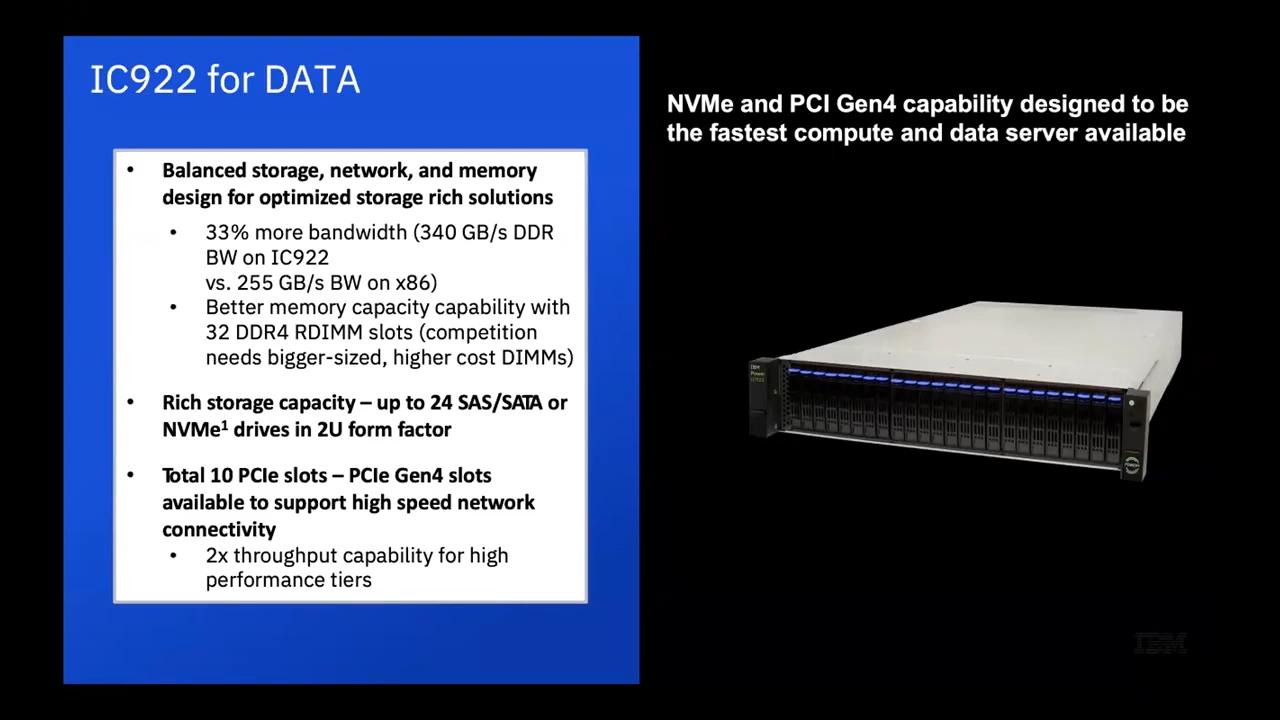 IC922 for DATA
• Balanced storage, network, and memory
design for optimized storage rich solutions
• 33% more bandwidth (340 GB/s DDR
BW on IC922
vs. 255 GB/s BW on x86)
• Better memory capacity capability with
32 DDR4 RDIMM slots (competition
needs bigger-sized, higher cost DIMMs)
• Rich storage capacity – up to 24 SAS/SATA or
NVMe¹ drives in 2U form factor
• Total 10 PCIe slots – PCIe Gen4 slots
available to support high speed network
connectivity
• 2x throughput capability for high
performance tiers
NVMe and PCI Gen4 capability designed to be
the fastest compute and data server available
IBM
Power
IBM